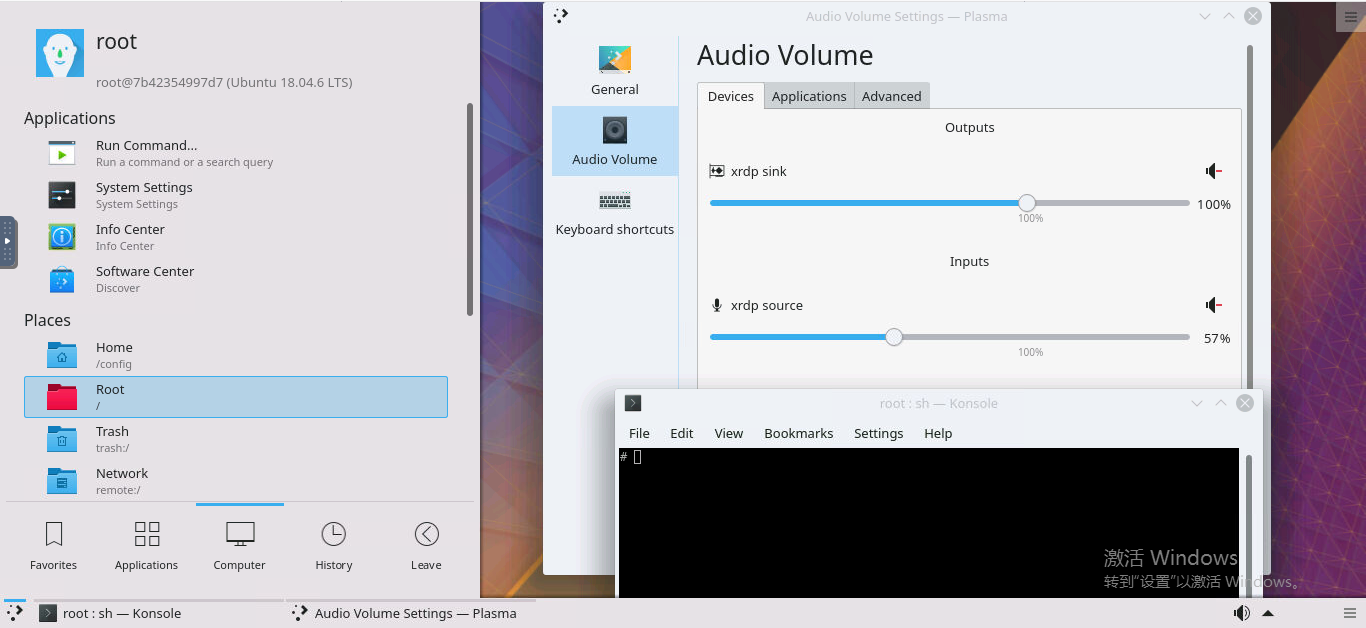 root
root@7b42354997d7 (Ubuntu 18.04.6 LTS)
Applications
Run Command...
Run a command or a search query
System Settings
System Settings
Info Center
Info Center
Software Center
Discover
Places
Home
/config
Root
/
Trash
trash:/
Network
remote:/
Favorites
Applications
Computer
History
Leave
Audio Volume Settings — Plasma
General
Audio Volume
Keyboard shortcuts
Audio Volume
Devices
Applications
Advanced
Outputs
xrdp sink
100%
100%
Inputs
xrdp source
57%
100%
root : sh — Konsole
File
Edit
View
Bookmarks
Settings
Help
#
激活 Windows
转到“设置”以激活 Windows。
root : sh — Konsole
Audio Volume Settings — Plasma